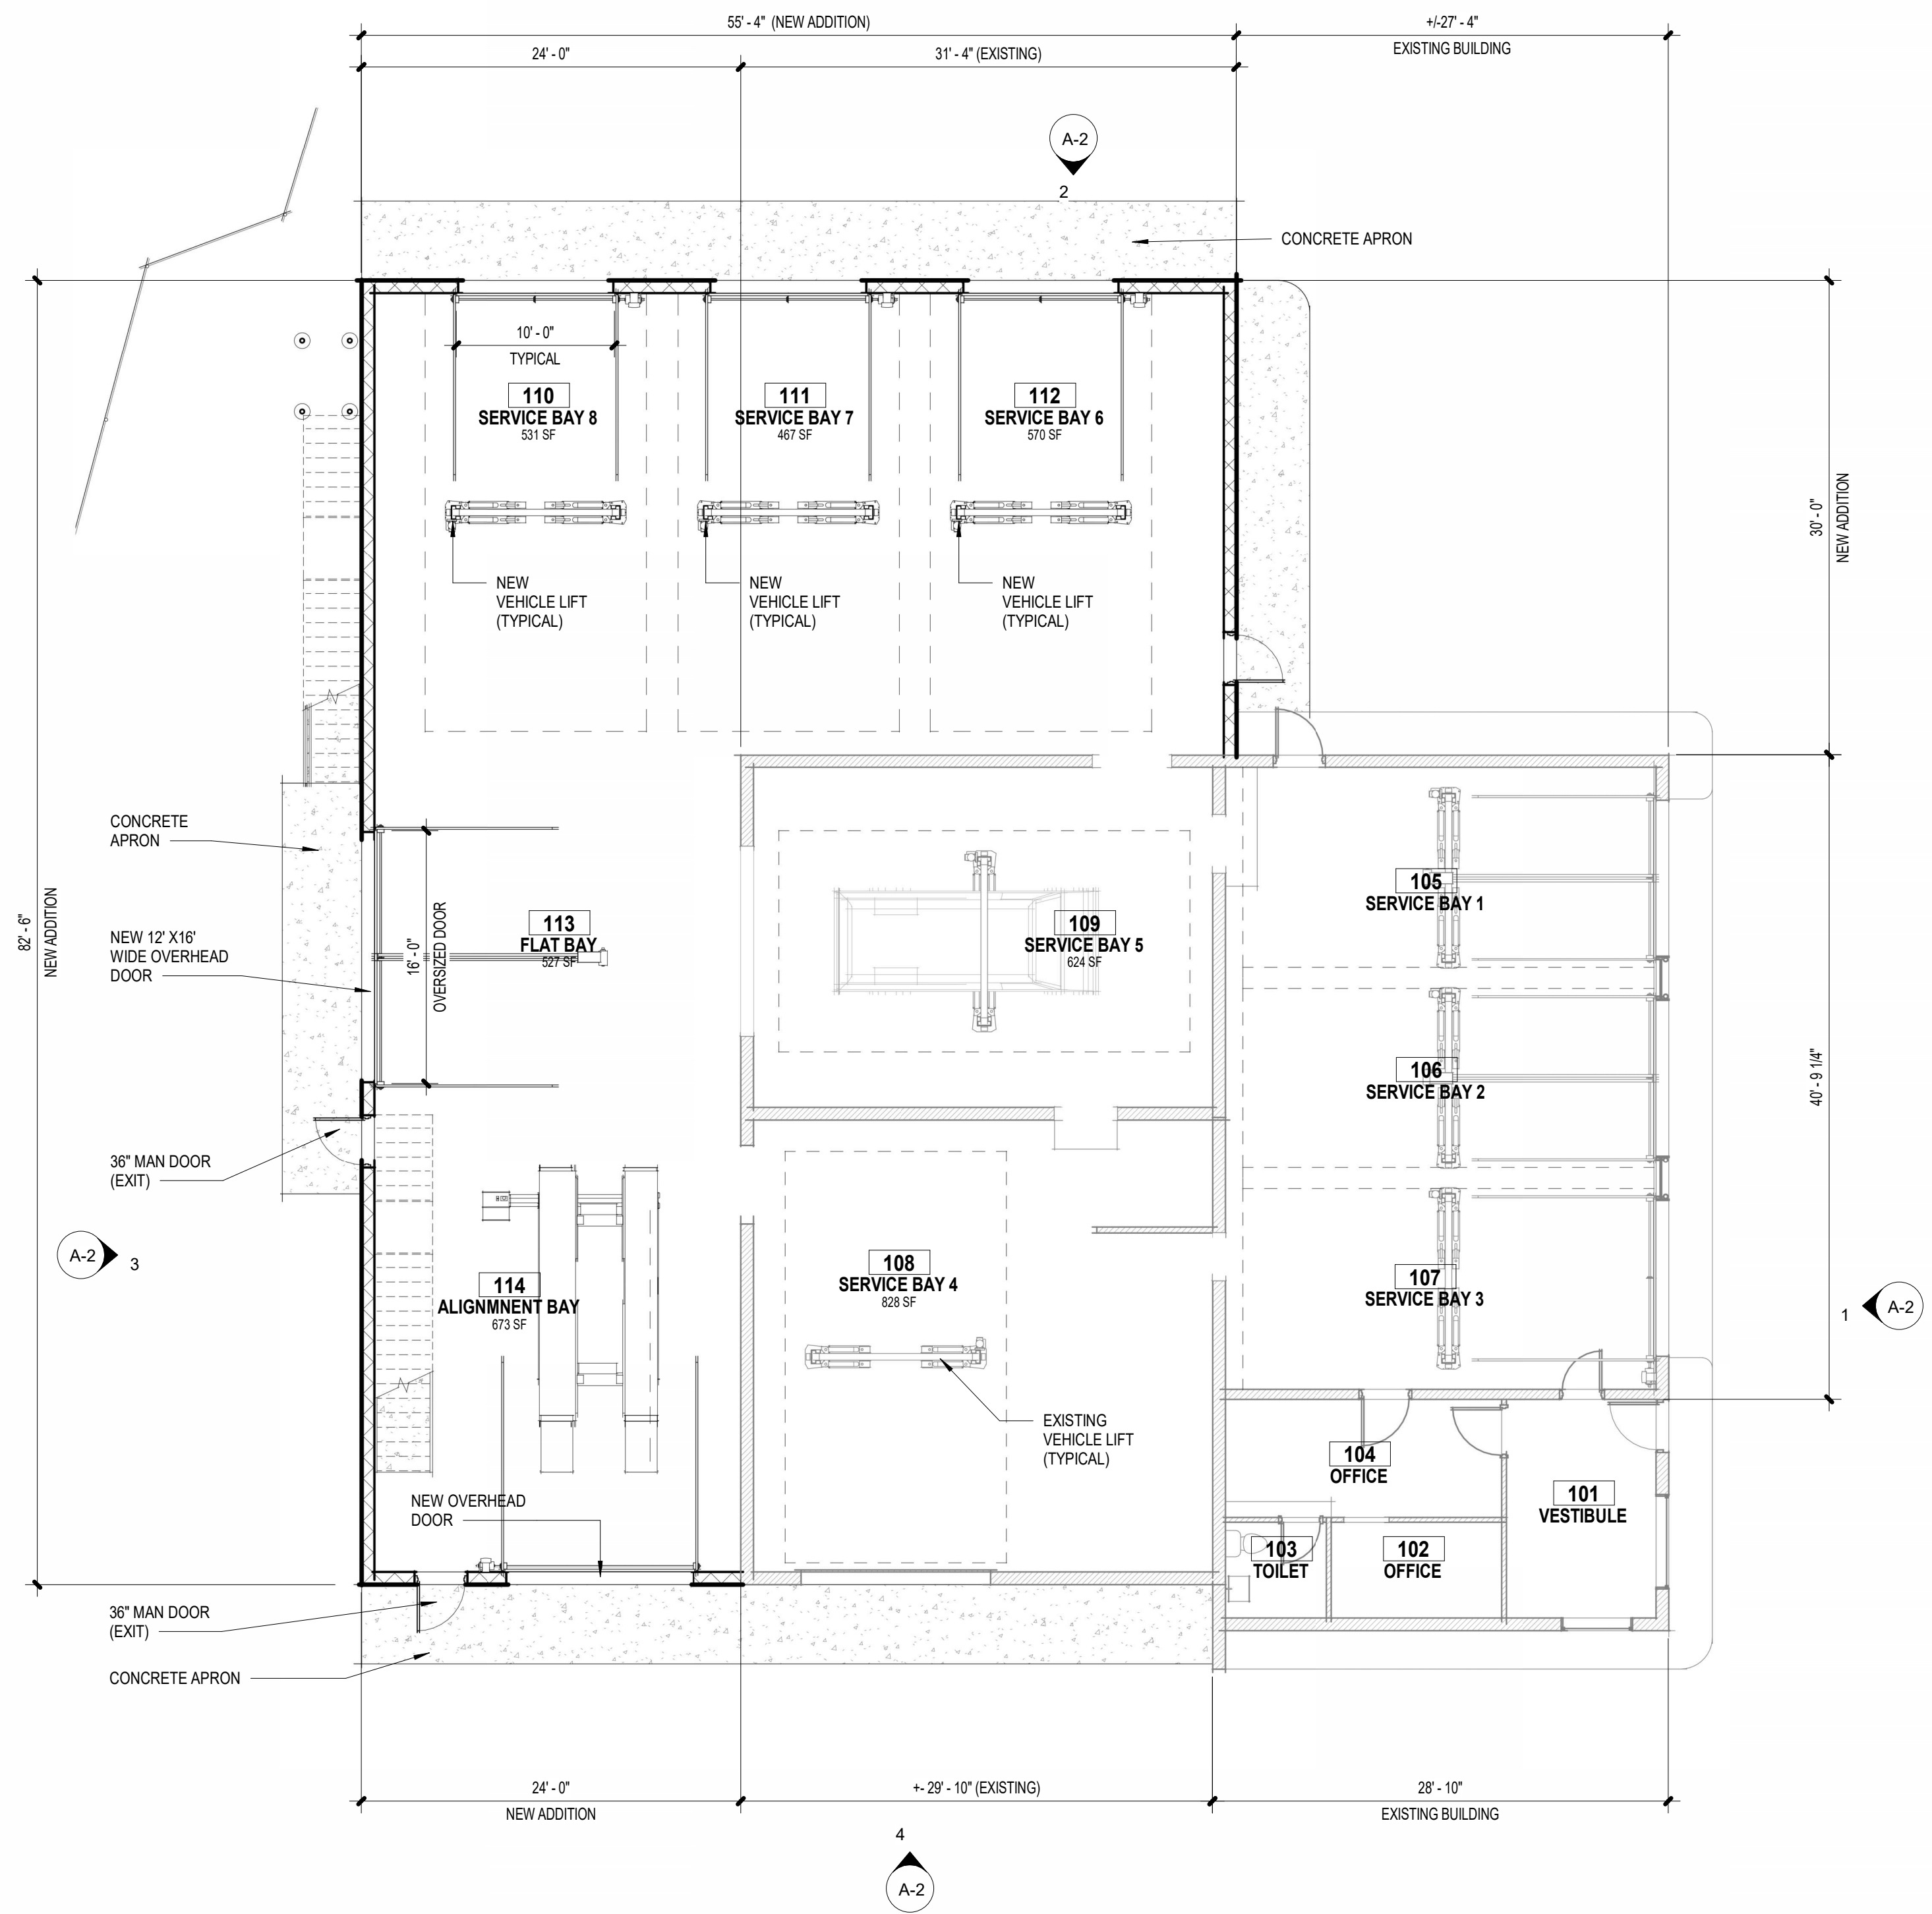 55' - 4" (NEW ADDITION)
+/-27' - 4"
EXISTING BUILDING
24' - 0"
31' - 4" (EXISTING)
A-2
2
CONCRETE APRON
10' - 0"
TYPICAL
110
SERVICE BAY 8
531 SF
111
SERVICE BAY 7
467 SF
112
SERVICE BAY 6
570 SF
30' - 0"
NEW ADDITION
NEW
VEHICLE LIFT
(TYPICAL)
NEW
VEHICLE LIFT
(TYPICAL)
NEW
VEHICLE LIFT
(TYPICAL)
CONCRETE
APRON
82' - 6"
NEW ADDITION
NEW 12' X16'
WIDE OVERHEAD
DOOR
16' - 0"
OVERSIZED DOOR
113
FLAT BAY
527 SF
109
SERVICE BAY 5
624 SF
105
SERVICE BAY 1
106
SERVICE BAY 2
40' - 9 1/4"
36" MAN DOOR
(EXIT)
A-2
3
114
ALIGNMNENT BAY
673 SF
108
SERVICE BAY 4
828 SF
107
SERVICE BAY 3
1
A-2
EXISTING
VEHICLE LIFT
(TYPICAL)
104
OFFICE
101
VESTIBULE
NEW OVERHEAD
DOOR
103
TOILET
102
OFFICE
36" MAN DOOR
(EXIT)
CONCRETE APRON
24' - 0"
NEW ADDITION
+- 29' - 10" (EXISTING)
28' - 10"
EXISTING BUILDING
4
A-2